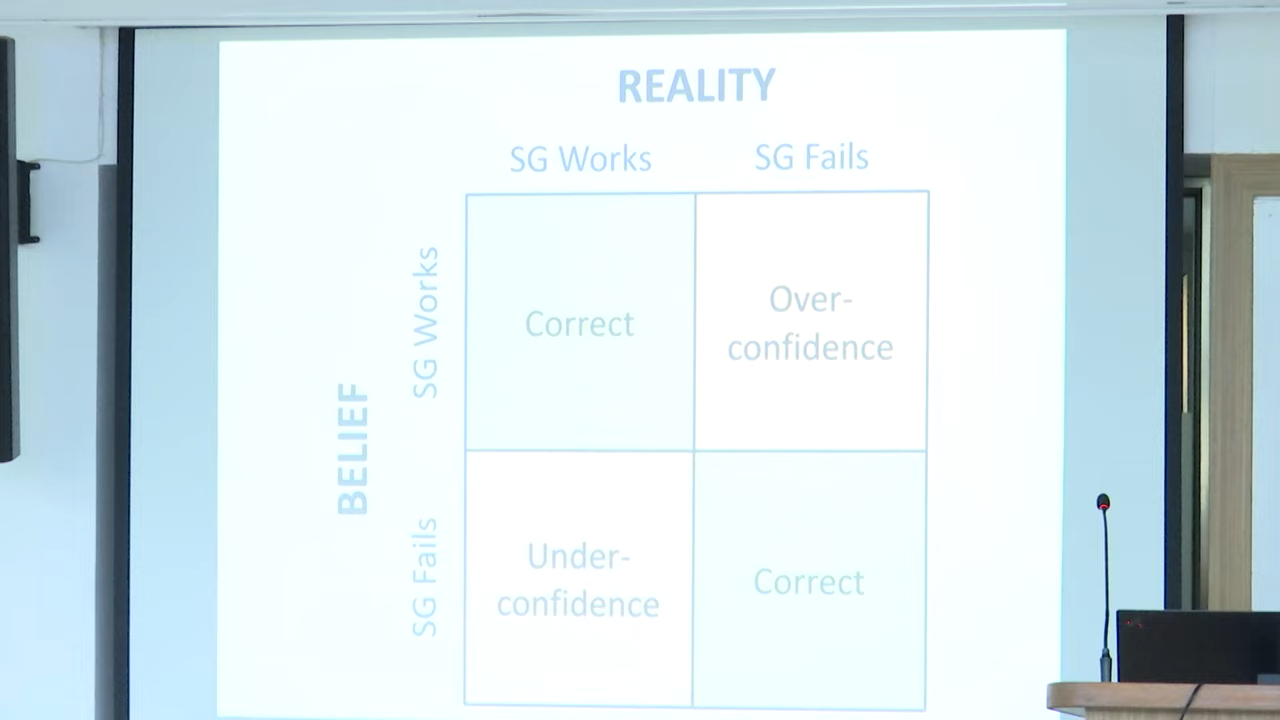 REALITY
SG Works
SG Fails
BELIEF
SG Works
Correct
Over-
confidence
SG Fails
Under-
confidence
Correct